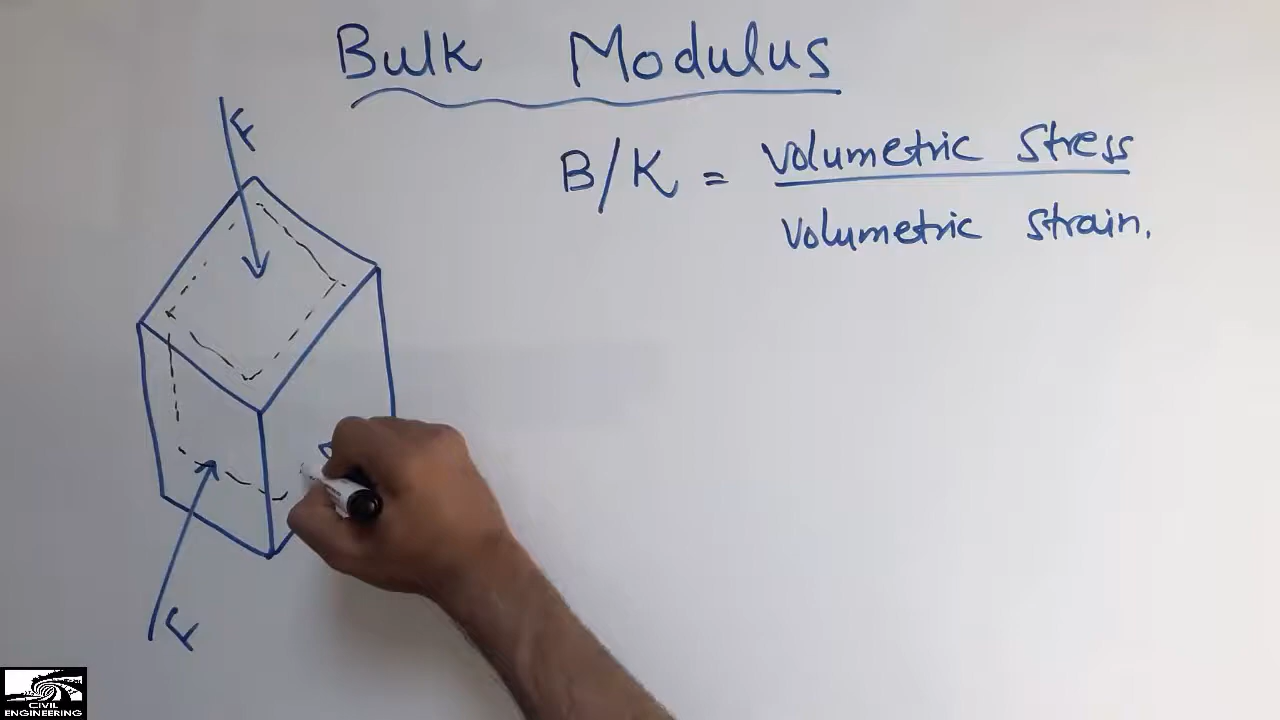 Bulk Modulus
F
B/K = Volumetric Stress
Volumetric Strain.
F
CIVIL
ENGINEERING